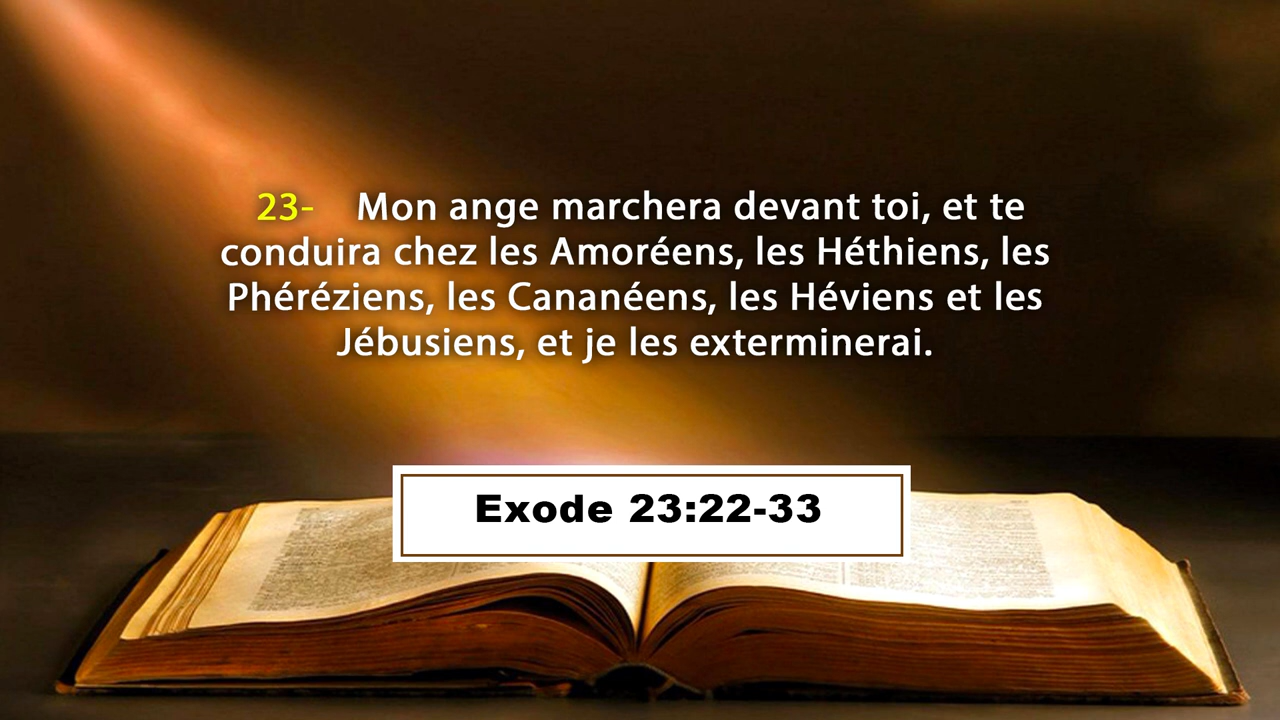 23- Mon ange marchera devant toi, et te
conduira chez les Amoréens, les Héthiens, les
Phéréziens, les Cananéens, les Héviens et les
Jébusiens, et je les exterminerai.
Exode 23:22-33